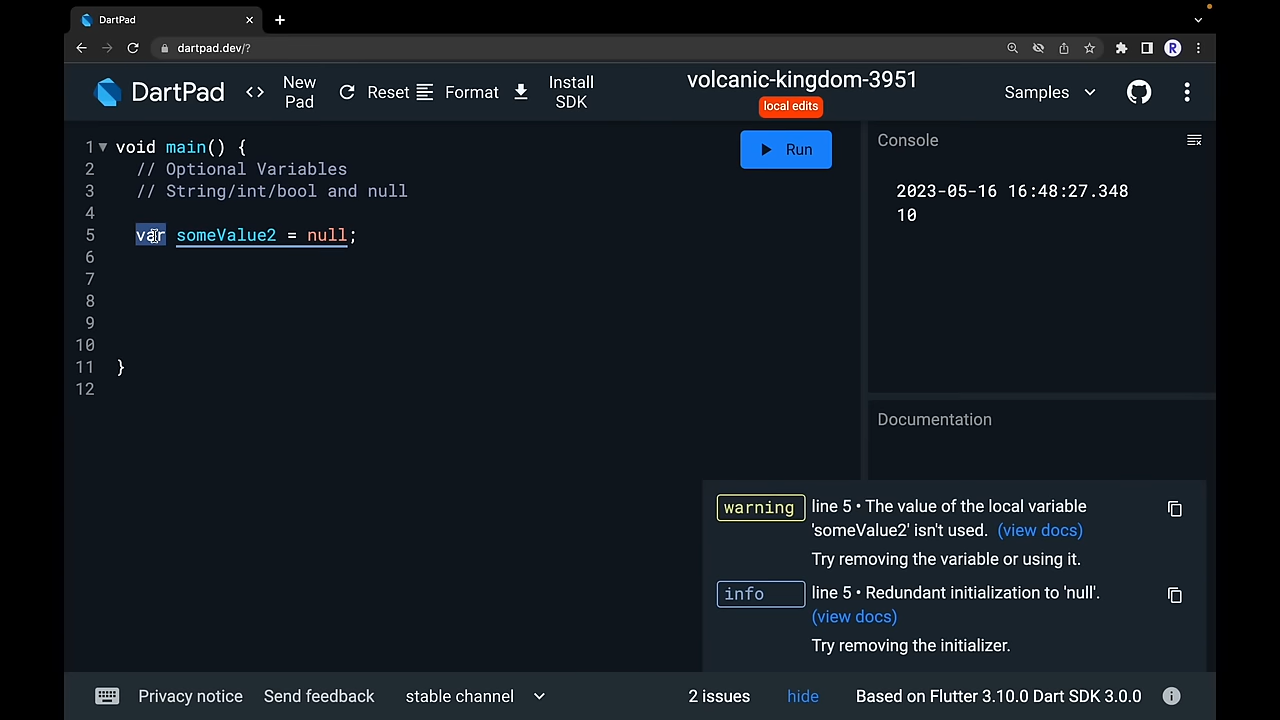 DartPad
dartpad.dev/?
R
DartPad
<> New Pad
Reset
Format
Install SDK
volcanic-kingdom-3951
local edits
Samples
1 void main() {
2 // Optional Variables
3 // String/int/bool and null
4
5 var someValue2 = null;
6
7
8
9
10
11 }
12
Run
Console
2023-05-16 16:48:27.348
10
Documentation
warning line 5 • The value of the local variable
'someValue2' isn't used. (view docs)
Try removing the variable or using it.
info line 5 • Redundant initialization to 'null'.
(view docs)
Try removing the initializer.
Privacy notice Send feedback stable channel 2 issues hide Based on Flutter 3.10.0 Dart SDK 3.0.0